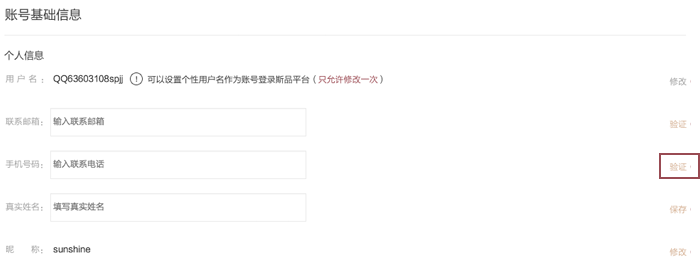 账号基础信息
个人信息
用 户 名 ： QQ63603108spjj ! 可以设置个性用户名作为账号登录斯品平台（只允许修改一次） 修改
联系邮箱： 输入联系邮箱 验证
手机号码： 输入联系电话 验证
真实姓名： 填写真实姓名 保存
昵 称： sunshine 修改